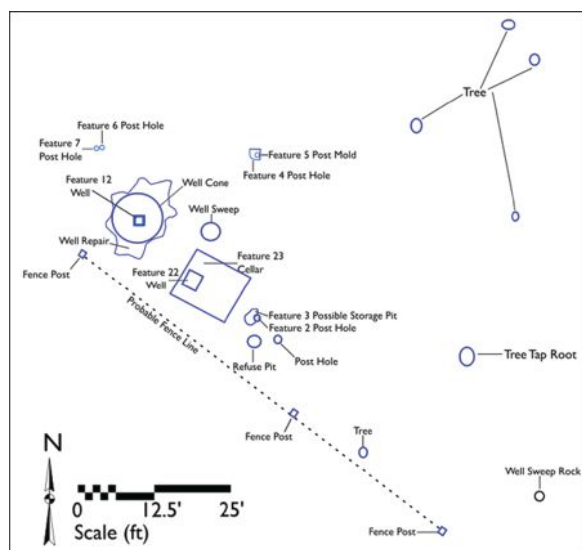 Tree
Feature 6 Post Hole
Feature 7
Post Hole
Feature 5 Post Mold
Feature 4 Post Hole
Feature 12
Well
Well Cone
Well Sweep
Well Repair
Fence Post
Feature 23
Cellar
Feature 22
Well
Probable Fence Line
Feature 3 Possible Storage Pit
Feature 2 Post Hole
Refuse Pit
Post Hole
Tree Tap Root
Fence Post
Tree
Well Sweep Rock
Fence Post
N
0 12.5' 25'
Scale (ft)